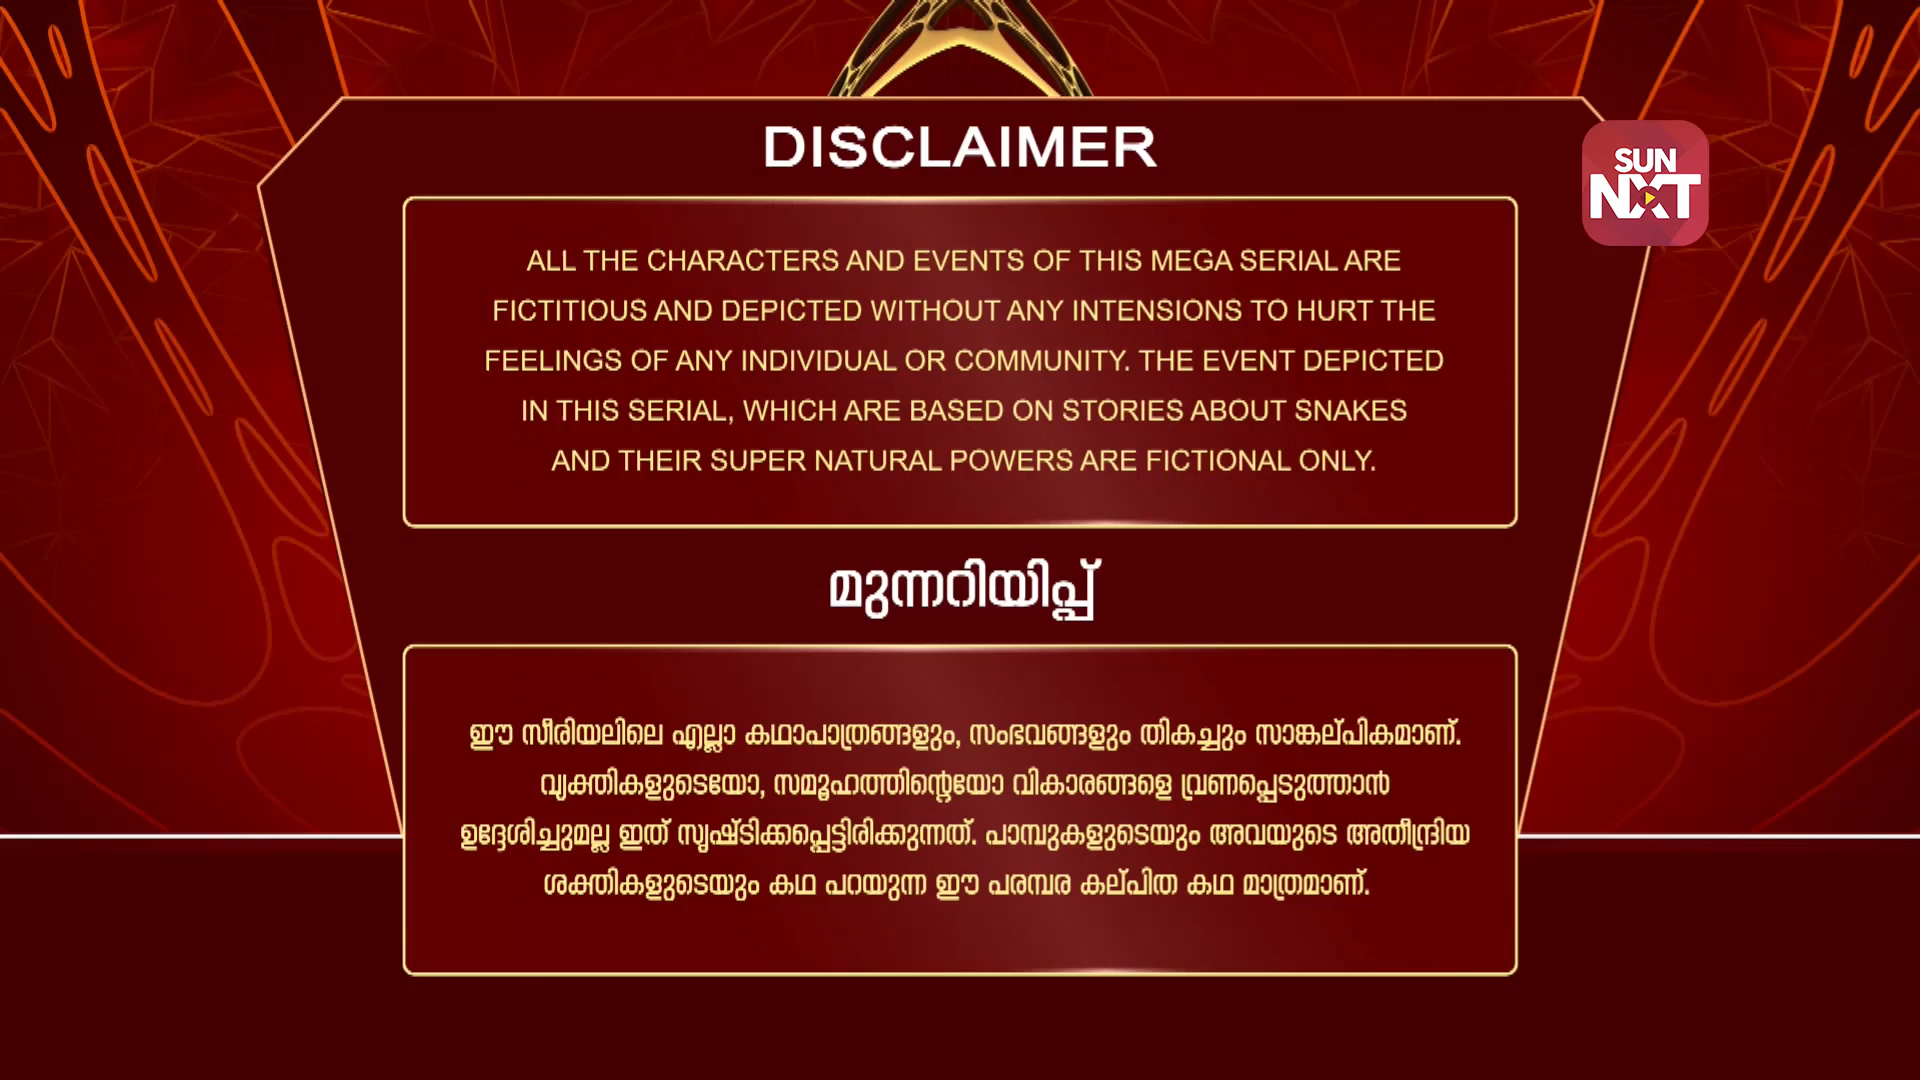 DISCLAIMER
SUN
NXT
ALL THE CHARACTERS AND EVENTS OF THIS MEGA SERIAL ARE
FICTITIOUS AND DEPICTED WITHOUT ANY INTENSIONS TO HURT THE
FEELINGS OF ANY INDIVIDUAL OR COMMUNITY. THE EVENT DEPICTED
IN THIS SERIAL, WHICH ARE BASED ON STORIES ABOUT SNAKES
AND THEIR SUPER NATURAL POWERS ARE FICTIONAL ONLY.
മുന്നറിയിപ്പ്
ഈ സീരിയലിലെ എല്ലാ കഥാപാത്രങ്ങളും, സംഭവങ്ങളും തികച്ചും സാങ്കല്പികമാണ്.
വ്യക്തികളുടെയോ, സമൂഹത്തിന്റെയോ വികാരങ്ങളെ വ്രണപ്പെടുത്താൻ
ഉദ്ദേശിച്ചുമല്ല ഇത് സൃഷ്ടിക്കപ്പെട്ടിരിക്കുന്നത്. പാമ്പുകളുടെയും അവയുടെ അതീന്ദ്രിയ
ശക്തികളുടെയും കഥ പറയുന്ന ഈ പരമ്പര കല്പിത കഥ മാത്രമാണ്.